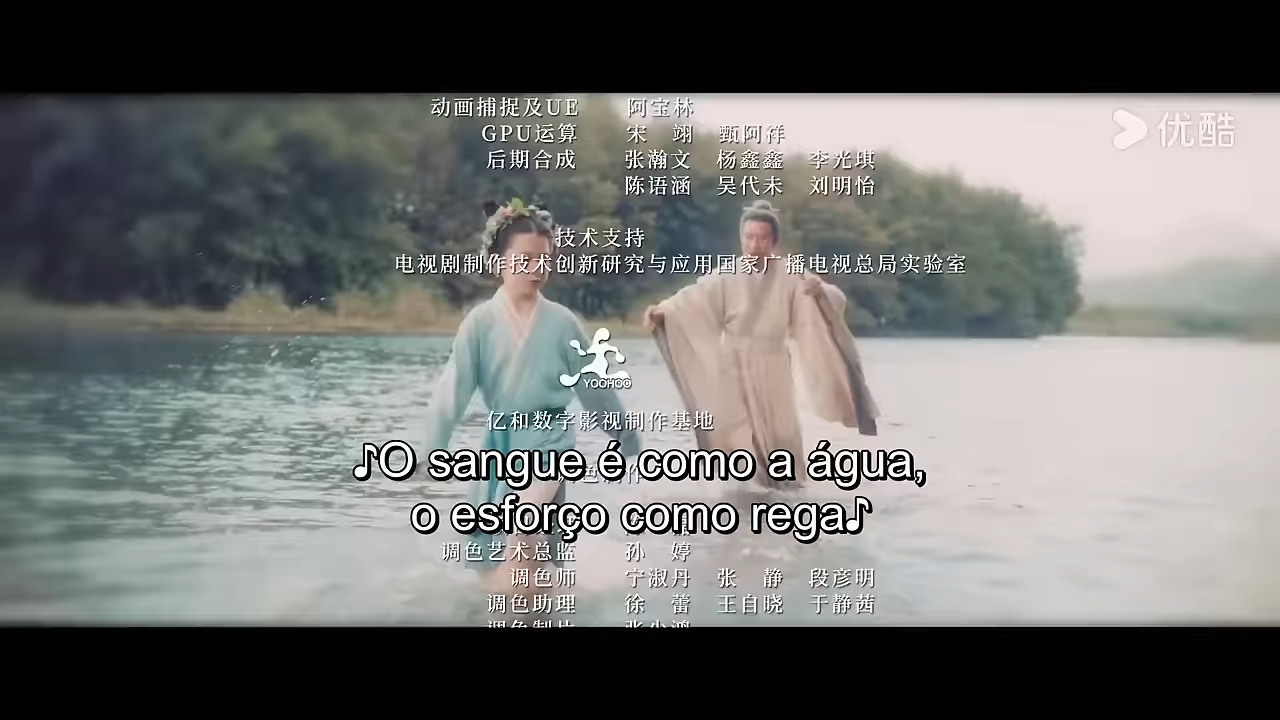 优酷
动画捕捉及UE 阿宝林
GPU运算 宋 翊 甄阿祥
后期合成 张瀚文 杨鑫鑫 李光琪
陈语涵 吴代未 刘明怡
技术支持
电视剧制作技术创新研究与应用国家广播电视总局实验室
YOOHOO
亿和数字影视制作基地
♪O sangue é como a água,
o esforço como rega♪
调色艺术总监 孙 婷
调色师 宁淑丹 张 静 段彦明
调色助理 徐 蕾 王自晓 于静茜